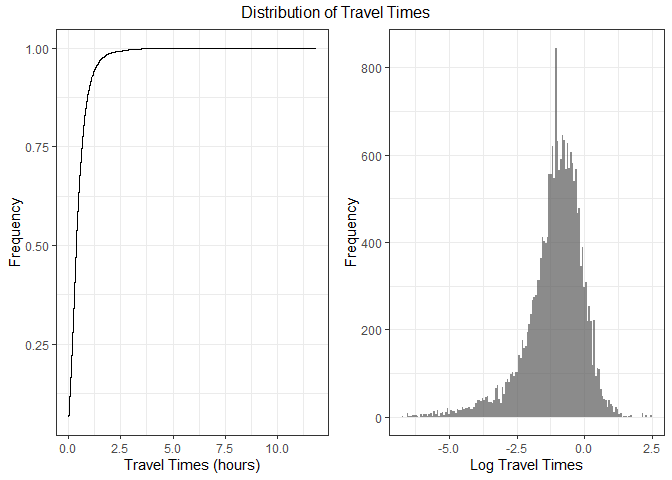 Distribution of Travel Times
Frequency
1.00
0.75
0.50
0.25
0.0 2.5 5.0 7.5 10.0
Travel Times (hours)
Frequency
800
600
400
200
0
-5.0 -2.5 0.0 2.5
Log Travel Times